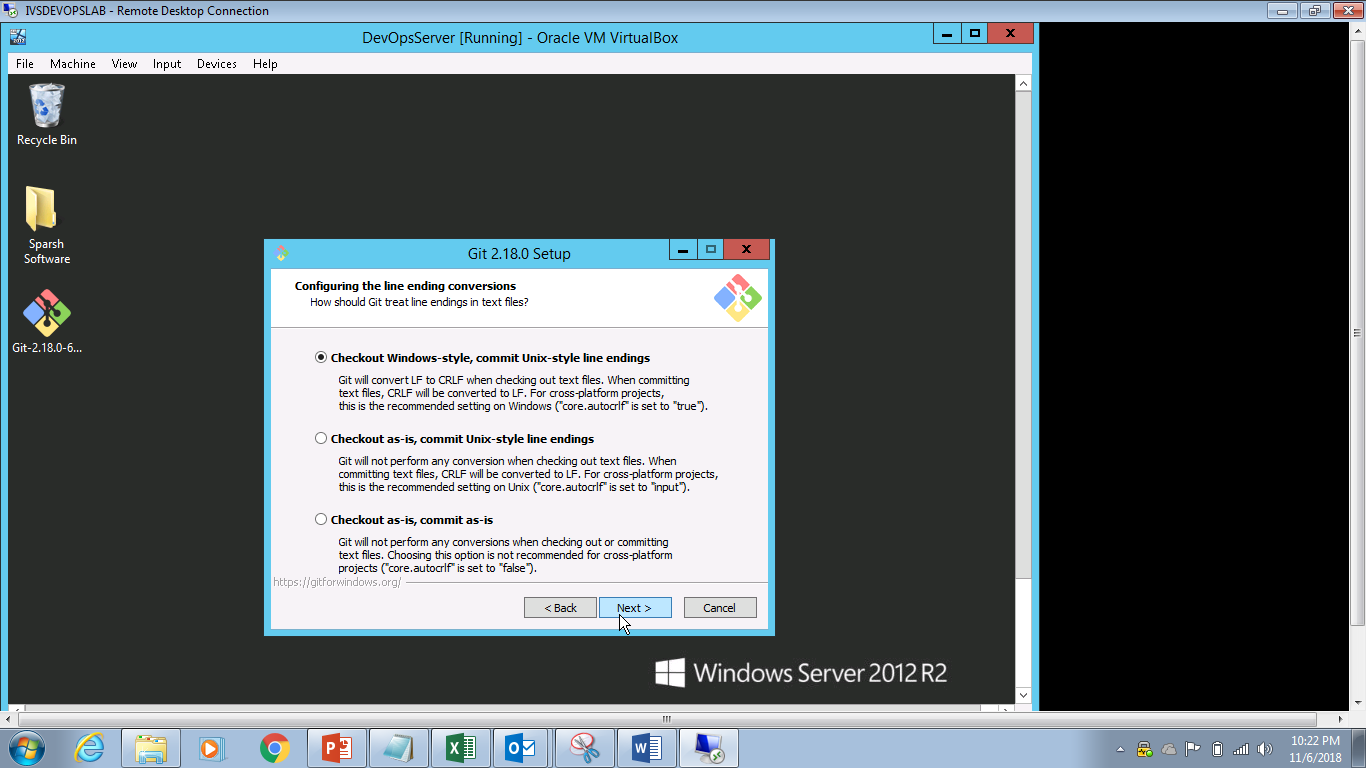 IVSDEVOPSLAB - Remote Desktop Connection
DevOpsServer [Running] - Oracle VM VirtualBox
File Machine View Input Devices Help
Recycle Bin
Sparsh
Software
Git-2.18.0-6...
Git 2.18.0 Setup
Configuring the line ending conversions
How should Git treat line endings in text files?
Checkout Windows-style, commit Unix-style line endings
Git will convert LF to CRLF when checking out text files. When committing
text files, CRLF will be converted to LF. For cross-platform projects,
this is the recommended setting on Windows ("core.autocrlf" is set to "true").
Checkout as-is, commit Unix-style line endings
Git will not perform any conversion when checking out text files. When
committing text files, CRLF will be converted to LF. For cross-platform projects,
this is the recommended setting on Unix ("core.autocrlf" is set to "input").
Checkout as-is, commit as-is
Git will not perform any conversions when checking out or committing
text files. Choosing this option is not recommended for cross-platform
projects ("core.autocrlf" is set to "false").
https://gitforwindows.org/
< Back Next > Cancel
Windows Server 2012 R2
10:22 PM
11/6/2018